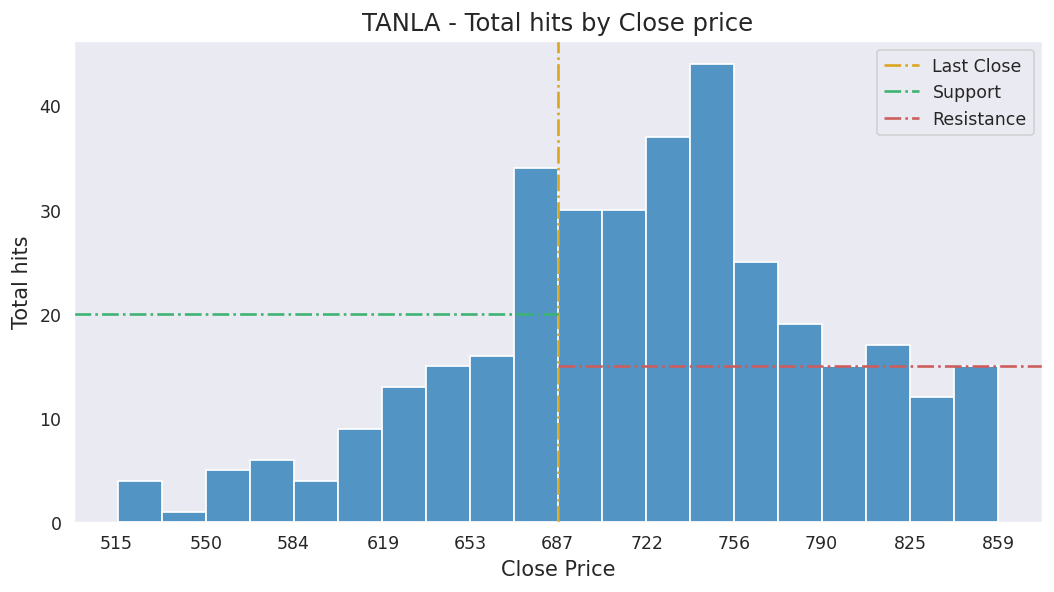 TANLA - Total hits by Close price
Last Close
Support
Resistance
Total hits
40
30
20
10
0
515 550 584 619 653 687 722 756 790 825 859
Close Price